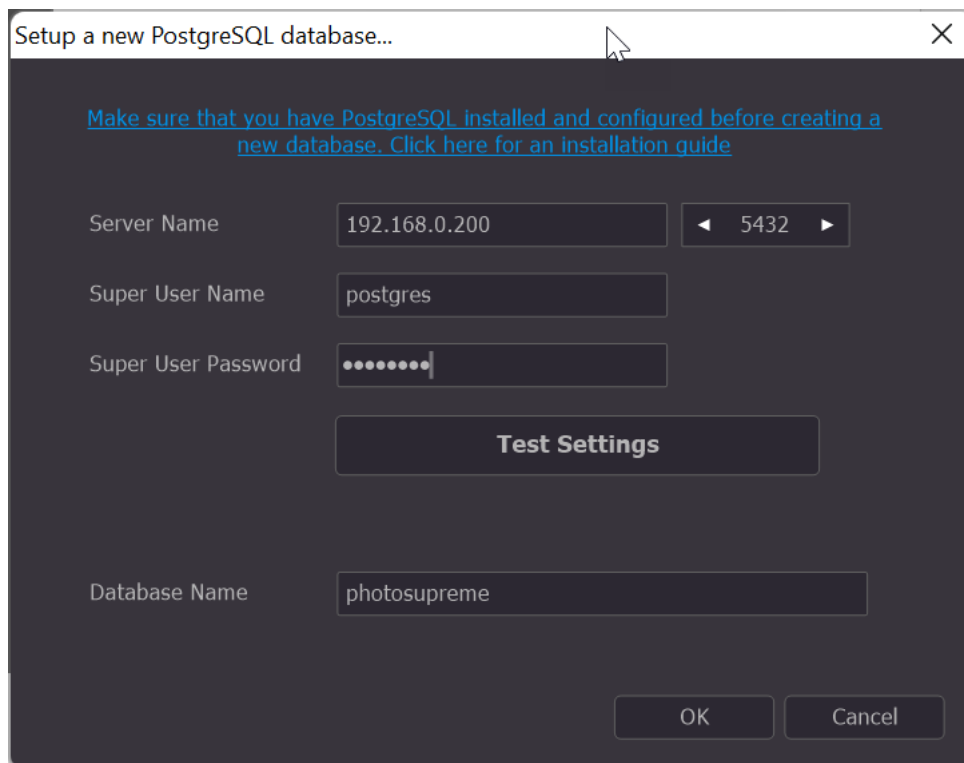 Setup a new PostgreSQL database...
Make sure that you have PostgreSQL installed and configured before creating a
new database. Click here for an installation guide
Server Name 192.168.0.200 5432
Super User Name postgres
Super User Password ••••••••
Test Settings
Database Name photosupreme
OK Cancel